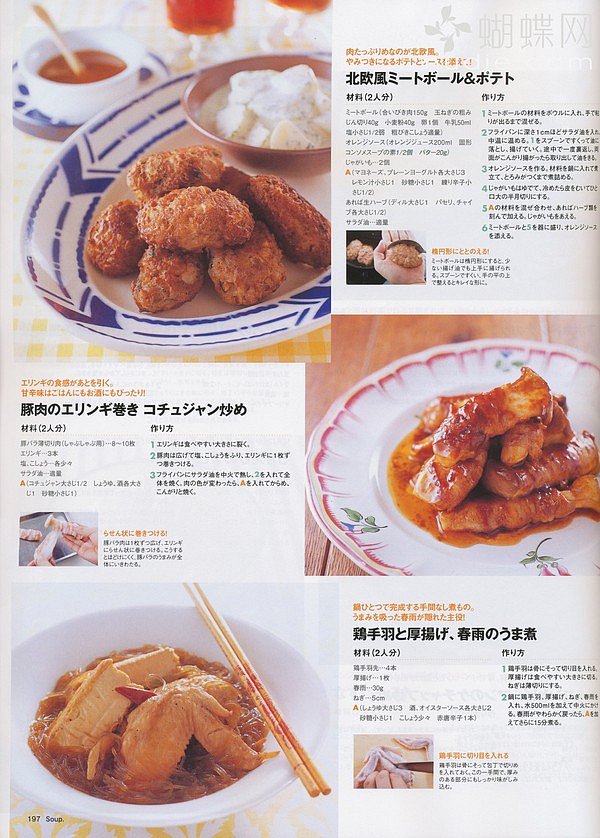 蝴蝶网
肉たっぷりめなのが北欧風。
やみつきになるポテトとソースも添えて!
北欧風ミートボール&ポテト
材料(2人分)
ミートボール(合いびき肉150g 玉ねぎの粗み
じん切り40g 小麦粉40g 卵1個 牛乳50ml
塩小さじ1/2弱 粗びきこしょう適量)
オレンジソース(オレンジジュース200ml 固形
コンソメスープの素1/2個 バター20g)
じゃがいも…2個
A(マヨネーズ、プレーンヨーグルト各大さじ3
レモン汁小さじ1 砂糖小さじ1 練り辛子小
さじ1/2)
あれば生ハーブ(ディル大さじ1 パセリ、チャイ
ブ各大さじ1/2)
サラダ油…適量
作り方
1 ミートボールの材料をボウルに入れ、手で粘
りが出るまで混ぜる。
2 フライパンに深さ1cmほどサラダ油を入れ、
中温に温める。1をスプーンですくって油に
落とし、揚げていく。途中で一度裏返し、両
面がこんがり揚がったら取り出して油をきる。
3 オレンジソースを作る。材料を鍋に入れて煮
立て、とろみがつくまで煮詰める。
4 じゃがいもはゆでて、冷めたら皮をむいてひと
口大の半月切りにする。
5 Aの材料を混ぜ合わせ、あればハーブ類を
刻んで加える。じゃがいもをあえる。
6 ミートボールと5を器に盛り、オレンジソース
を添える。
楕円形にととのえる!
ミートボールは楕円形にすると、少
ない揚げ油でも上手に揚げられ
る。スプーンですくい、手の平の上
で整えるとキレイな形に。
エリンギの食感があとを引く。
甘辛味はごはんにもお酒にもぴったり!
豚肉のエリンギ巻き コチュジャン炒め
材料(2人分)
豚バラ薄切り肉(しゃぶしゃぶ用)…8〜10枚
エリンギ…3本
塩、こしょう…各少々
サラダ油…適量
A(コチュジャン大さじ1/2 しょうゆ、酒各大さ
じ1 砂糖小さじ1)
作り方
1 エリンギは食べやすい大きさに裂く。
2 豚肉は広げて塩、こしょうをふり、エリンギに1枚ず
つ巻きつける。
3 フライパンにサラダ油を中火で熱し、2を入れて全
体を焼く。肉の色が変わったら、Aを入れてからめ、
こんがりと焼く。
らせん状に巻きつける!
豚バラ肉は1枚ずつ広げ、エリンギ
にらせん状に巻きつける。こうする
とほどけにくく、豚バラのうまみが全
体にいきわたる。
鍋ひとつで完成する手間なし煮もの。
うまみを吸った春雨が隠れた主役!
鶏手羽と厚揚げ、春雨のうま煮
材料(2人分)
鶏手羽先…4本
厚揚げ…1枚
春雨…30g
ねぎ…5cm
A(しょうゆ大さじ3 酒、オイスターソース各大さじ2
砂糖小さじ1 こしょう少々 赤唐辛子1本)
作り方
1 鶏手羽は骨にそって切り目を入れる。
厚揚げは食べやすい大きさに切る。
ねぎは薄切りにする。
2 鍋に鶏手羽、厚揚げ、ねぎ、春雨を
入れ、水500mlを加えて中火にか
ける。春雨がやわらかく戻ったら、Aを加
えてさらに15分煮る。
鶏手羽に切り目を入れる
鶏手羽は骨にそって包丁で切りめ
を入れておく。この一手間で、厚み
のある部分にもしっかり味がしみ
込む。
197 Soup.